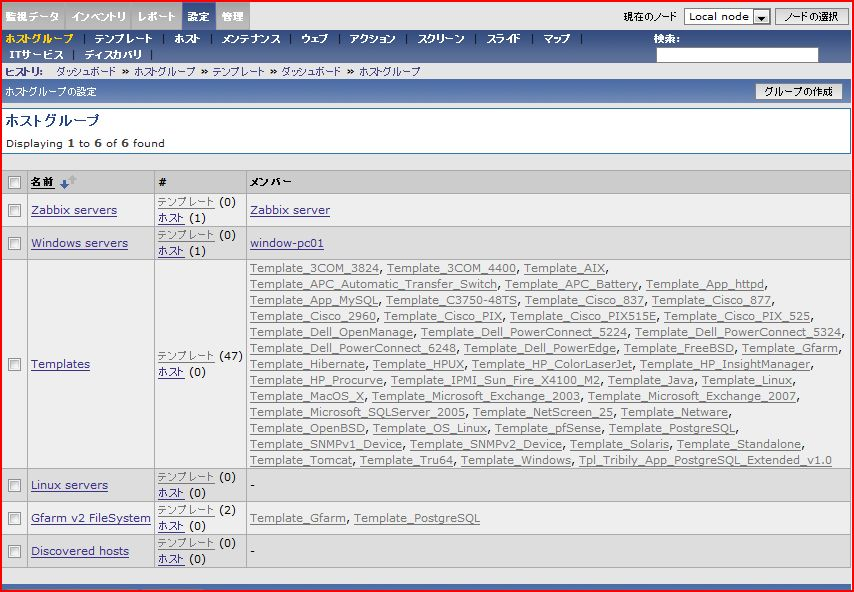 監視データ インベントリ レポート 設定 管理 現在のノード Local node ノードの選択
ホストグループ | テンプレート | ホスト | メンテナンス | ウェブ | アクション | スクリーン | スライド | マップ | 検索:
ITサービス | ディスカバリ |
ヒストリ: ダッシュボード » ホストグループ » テンプレート » ダッシュボード » ホストグループ
ホストグループの設定 グループの作成
ホストグループ
Displaying 1 to 6 of 6 found
名前 # メンバー
Zabbix servers テンプレート (0) ホスト (1) Zabbix server
Windows servers テンプレート (0) ホスト (1) window-pc01
Templates テンプレート (47) ホスト (0)
Template_3COM_3824, Template_3COM_4400, Template_AIX,
Template_APC_Automatic_Transfer_Switch, Template_APC_Battery, Template_App_httpd,
Template_App_MySQL, Template_C3750-48TS, Template_Cisco_837, Template_Cisco_877,
Template_Cisco_2960, Template_Cisco_PIX, Template_Cisco_PIX515E, Template_Cisco_PIX_525,
Template_Dell_OpenManage, Template_Dell_PowerConnect_5224, Template_Dell_PowerConnect_5324,
Template_Dell_PowerConnect_6248, Template_Dell_PowerEdge, Template_FreeBSD, Template_Gfarm,
Template_Hibernate, Template_HPUX, Template_HP_ColorLaserJet, Template_HP_InsightManager,
Template_HP_Procurve, Template_IPMI_Sun_Fire_X4100_M2, Template_Java, Template_Linux,
Template_MacOS_X, Template_Microsoft_Exchange_2003, Template_Microsoft_Exchange_2007,
Template_Microsoft_SQLServer_2005, Template_NetScreen_25, Template_Netware,
Template_OpenBSD, Template_OS_Linux, Template_pfSense, Template_PostgreSQL,
Template_SNMPv1_Device, Template_SNMPv2_Device, Template_Solaris, Template_Standalone,
Template_Tomcat, Template_Tru64, Template_Windows, Tpl_Tribily_App_PostgreSQL_Extended_v1.0
Linux servers テンプレート (0) ホスト (0) -
Gfarm v2 FileSystem テンプレート (2) ホスト (0) Template_Gfarm, Template_PostgreSQL
Discovered hosts テンプレート (0) ホスト (0) -